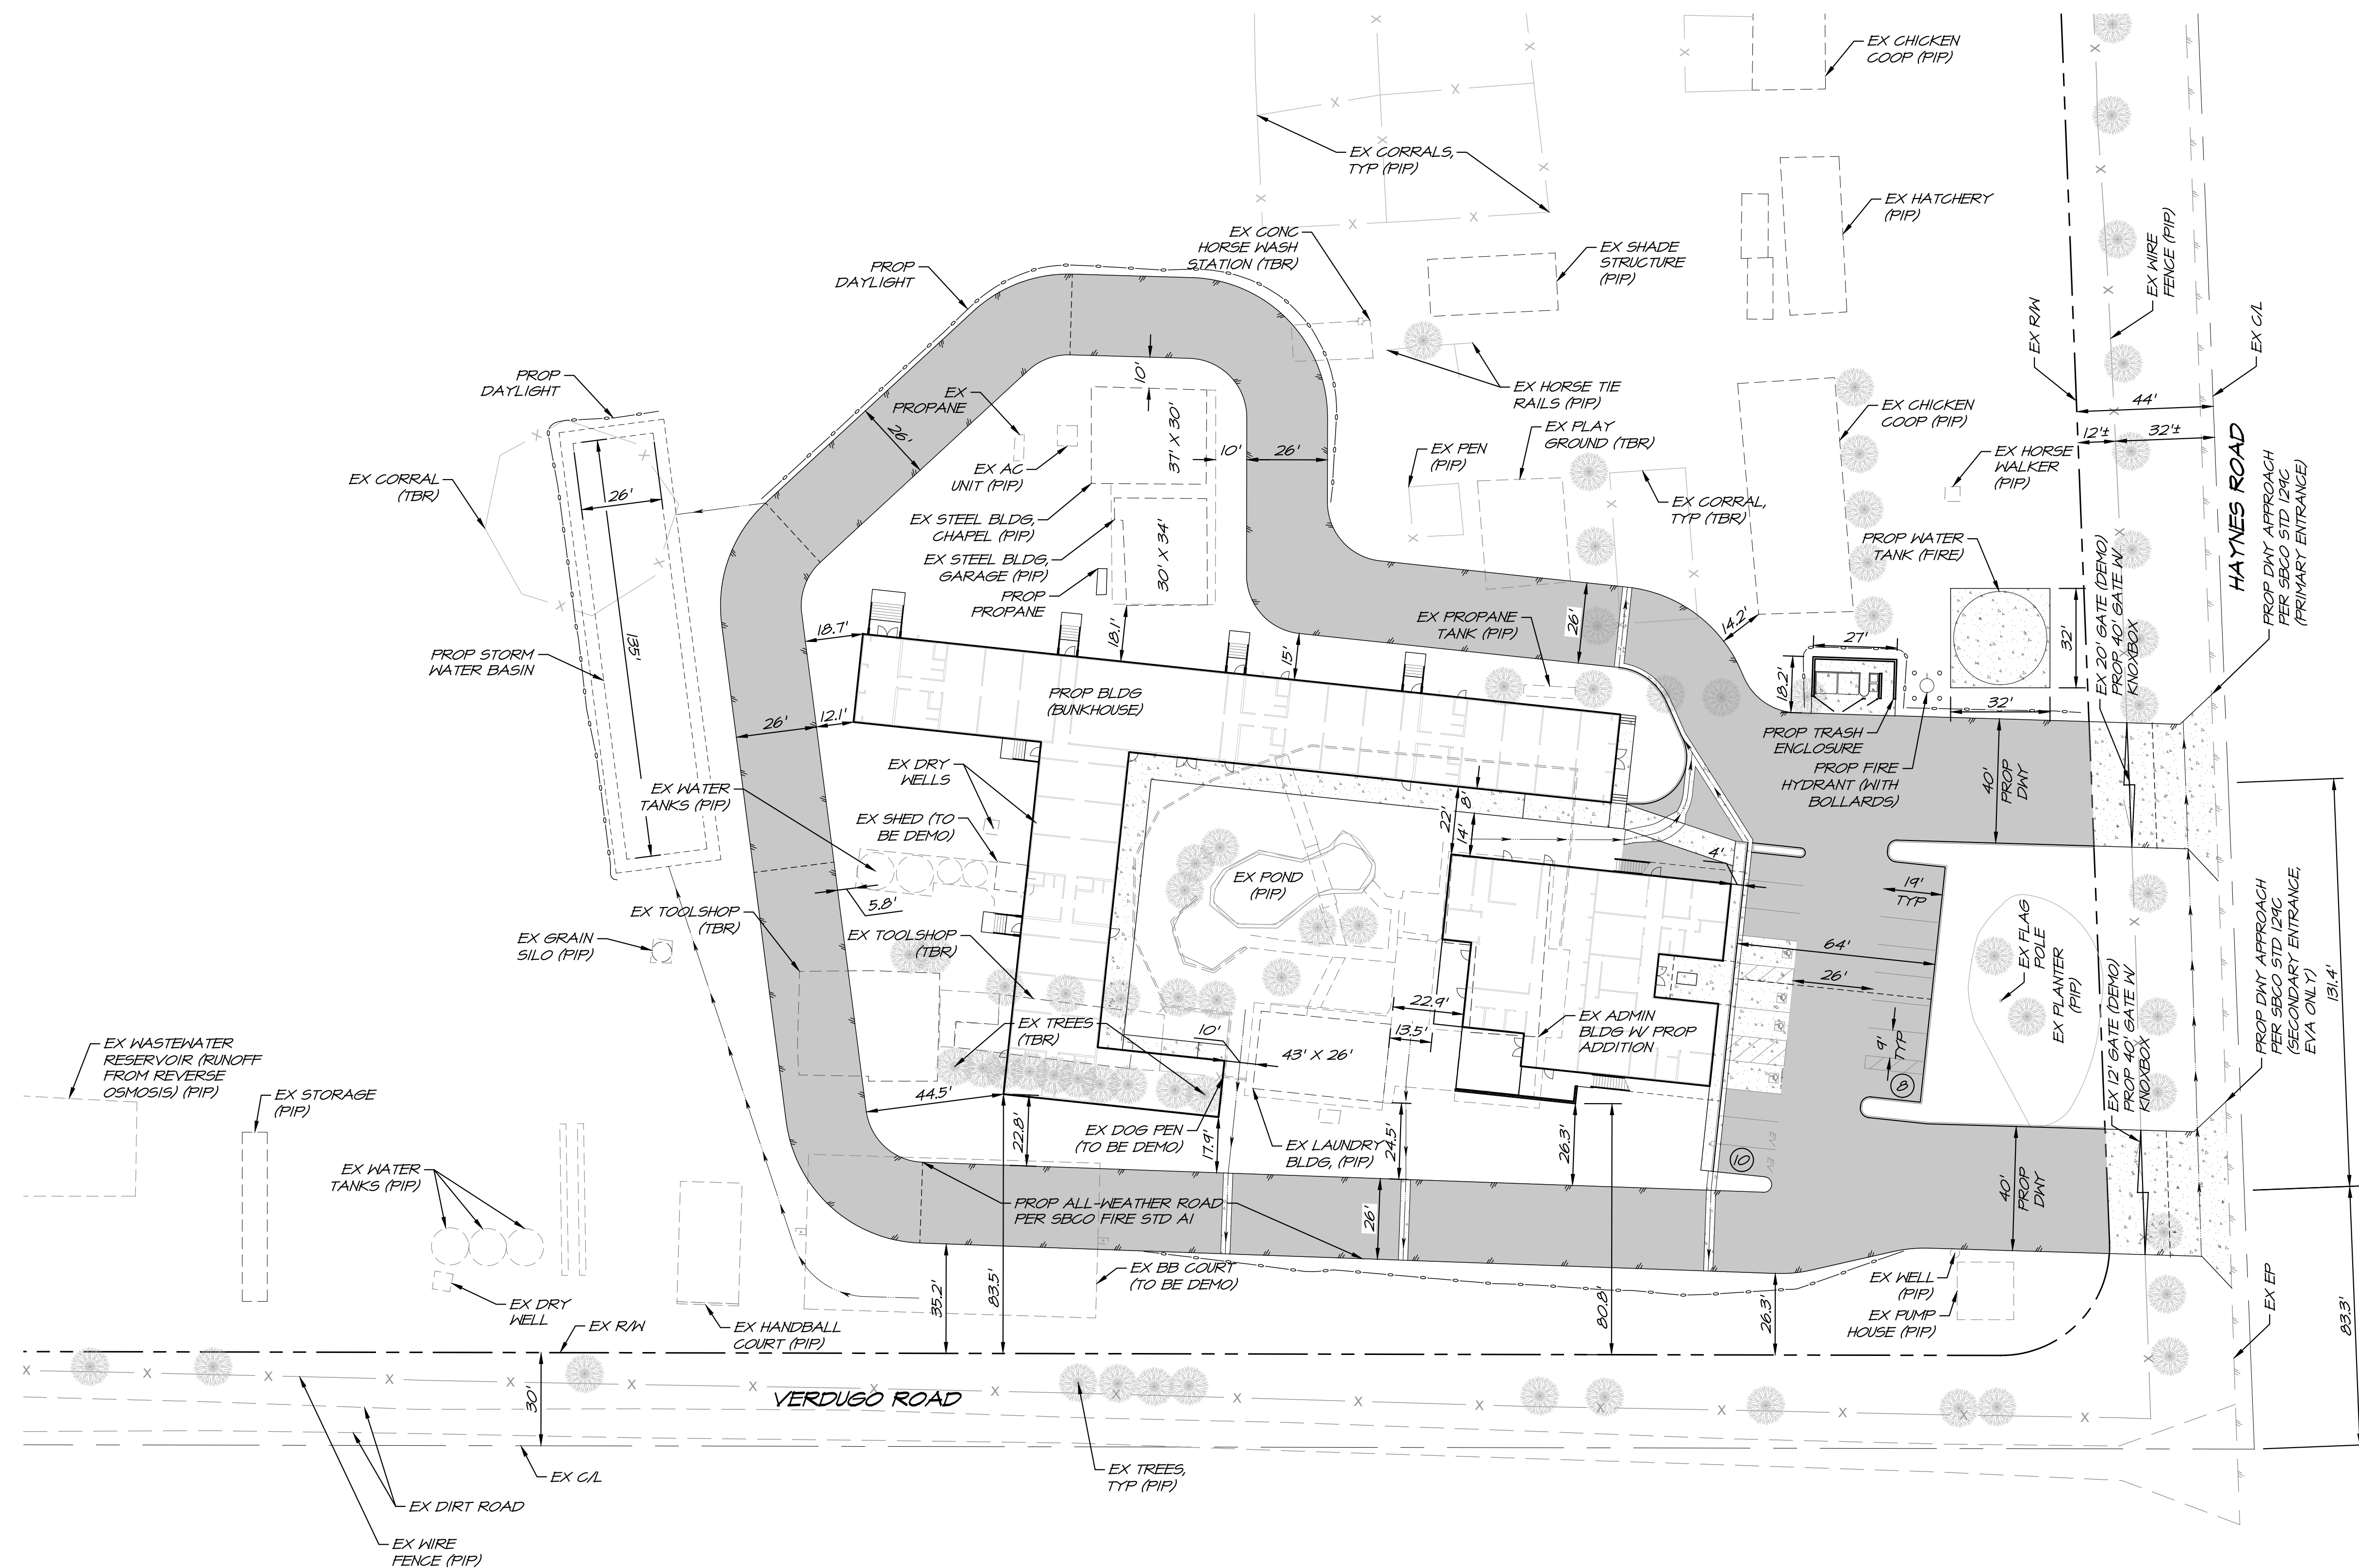 EX CHICKEN
COOP (PIP)
EX CORRALS,
TYP (PIP)
EX HATCHERY
(PIP)
EX CONC
HORSE WASH
STATION (TBR)
EX SHADE
STRUCTURE
(PIP)
EX WIRE
FENCE (PIP)
EX R/W
EX C/L
PROP
DAYLIGHT
PROP
DAYLIGHT
EX
PROPANE
26'
10'
37' X 30'
10'
26'
EX HORSE TIE
RAILS (PIP)
EX CHICKEN
COOP (PIP)
44'
12'±
32'±
HAYNES ROAD
PROP DWY APPROACH
PER SBCO STD 129C
(PRIMARY ENTRANCE)
EX CORRAL
(TBR)
26'
135'
EX AC
UNIT (PIP)
EX PEN
(PIP)
EX PLAY
GROUND (TBR)
EX CORRAL,
TYP (TBR)
EX HORSE
WALKER
(PIP)
EX STEEL BLDG,
CHAPEL (PIP)
EX STEEL BLDG,
GARAGE (PIP)
30' X 34'
PROP
PROPANE
PROP WATER
TANK (FIRE)
EX 20' GATE (DEMO)
PROP 40' GATE W/
KNOXBOX
PROP STORM
WATER BASIN
18.7'
18.1'
15'
EX PROPANE
TANK (PIP)
26'
14.2'
27'
18.2'
32'
32'
PROP BLDG
(BUNKHOUSE)
26'
12.1'
PROP TRASH
ENCLOSURE
PROP FIRE
HYDRANT (WITH
BOLLARDS)
40'
PROP
DWY
EX DRY
WELLS
EX WATER
TANKS (PIP)
EX SHED (TO
BE DEMO)
22'
8'
14'
4'
EX POND
(PIP)
5.8'
19'
TYP
EX TOOLSHOP
(TBR)
EX TOOLSHOP
(TBR)
EX GRAIN
SILO (PIP)
64'
26'
EX FLAG
POLE
EX PLANTER
(PIP)
EX 12' GATE (DEMO)
PROP 40' GATE W/
KNOXBOX
PROP DWY APPROACH
PER SBCO STD 129C
(SECONDARY ENTRANCE,
EVA ONLY)
131.4'
22.9'
13.5'
EX TREES
(TBR)
10'
43' X 26'
EX ADMIN
BLDG W/ PROP
ADDITION
9'
TYP
8
EX WASTEWATER
RESERVOIR (RUNOFF
FROM REVERSE
OSMOSIS) (PIP)
EX STORAGE
(PIP)
44.5'
22.8'
EX DOG PEN
(TO BE DEMO)
17.9'
EX LAUNDRY
BLDG, (PIP)
24.5'
26.3'
EV
EV
10
40'
PROP
DWY
EX WATER
TANKS (PIP)
PROP ALL-WEATHER ROAD
PER SBCO FIRE STD A1
26'
EX BB COURT
(TO BE DEMO)
35.2'
83.5'
80.8'
26.3'
EX WELL
(PIP)
EX PUMP
HOUSE (PIP)
EX EP
83.3'
EX DRY
WELL
EX R/W
EX HANDBALL
COURT (PIP)
30'
VERDUGO ROAD
EX C/L
EX DIRT ROAD
EX TREES,
TYP (PIP)
EX WIRE
FENCE (PIP)